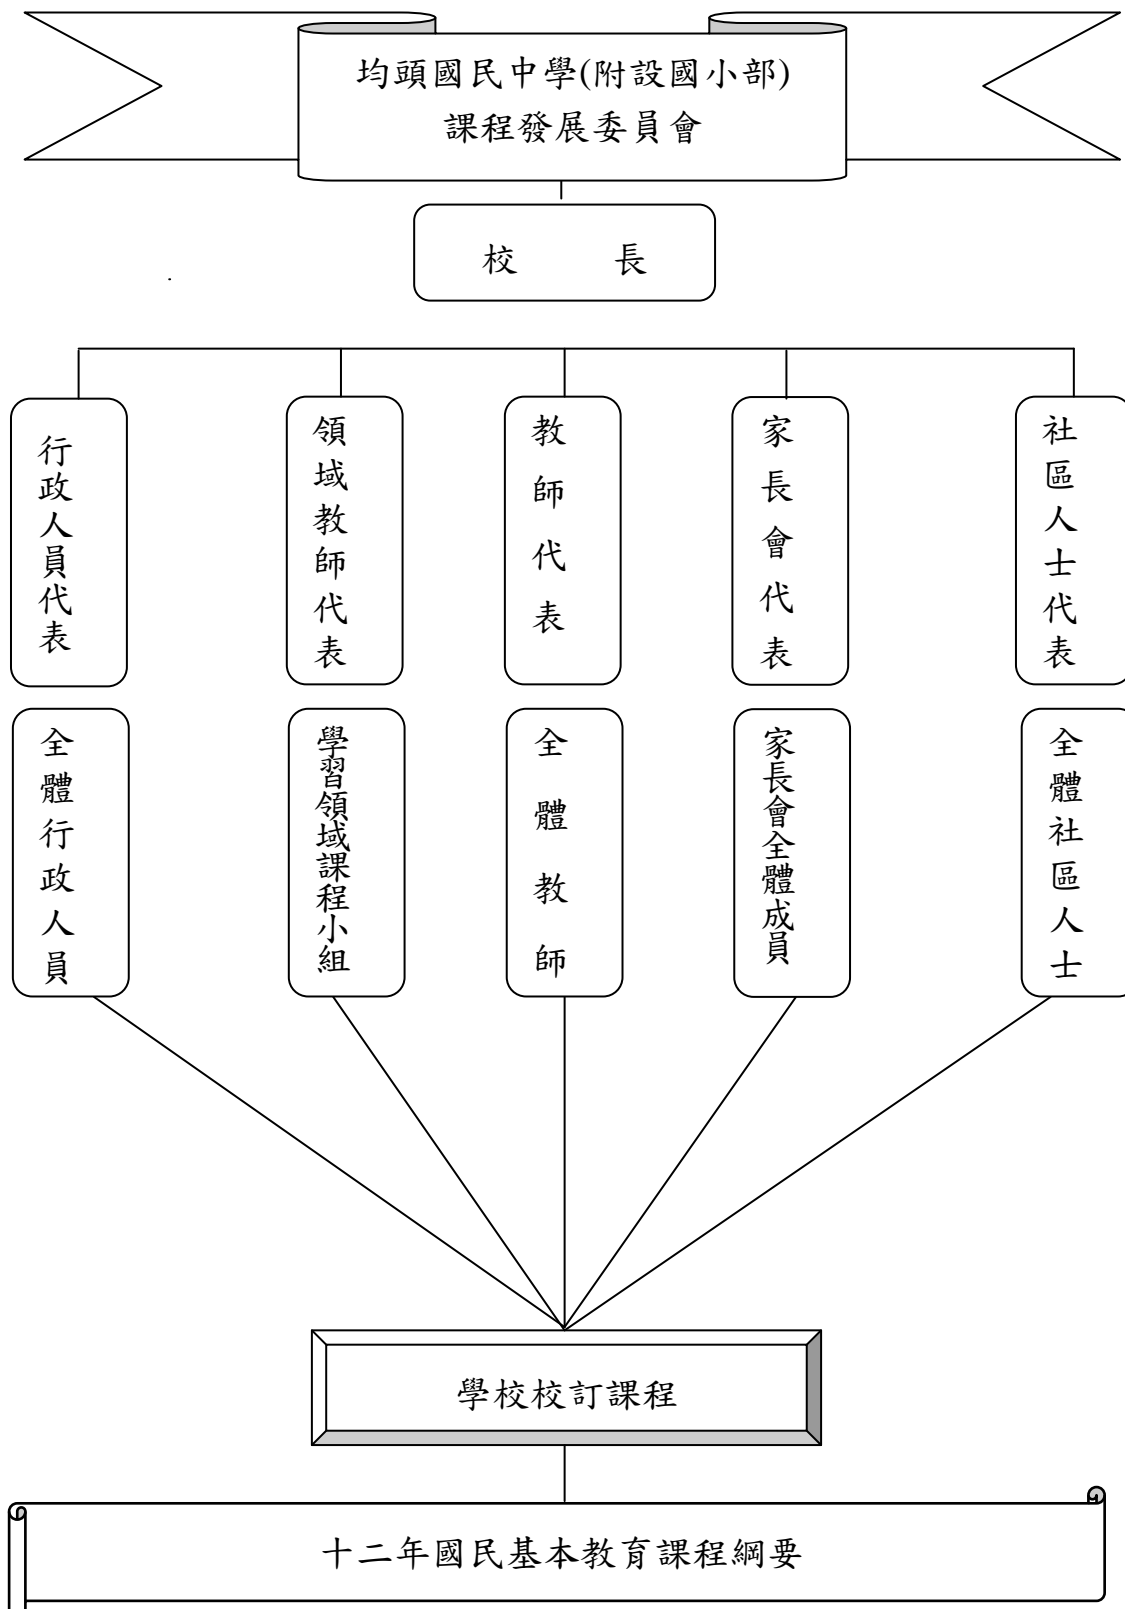 均頭國民中學(附設國小部)
課程發展委員會
校 長
行政人員代表
領域教師代表
教師代表
家長會代表
社區人士代表
全體行政人員
學習領域課程小組
全體教師
家長會全體成員
全體社區人士
學校校訂課程
十二年國民基本教育課程綱要